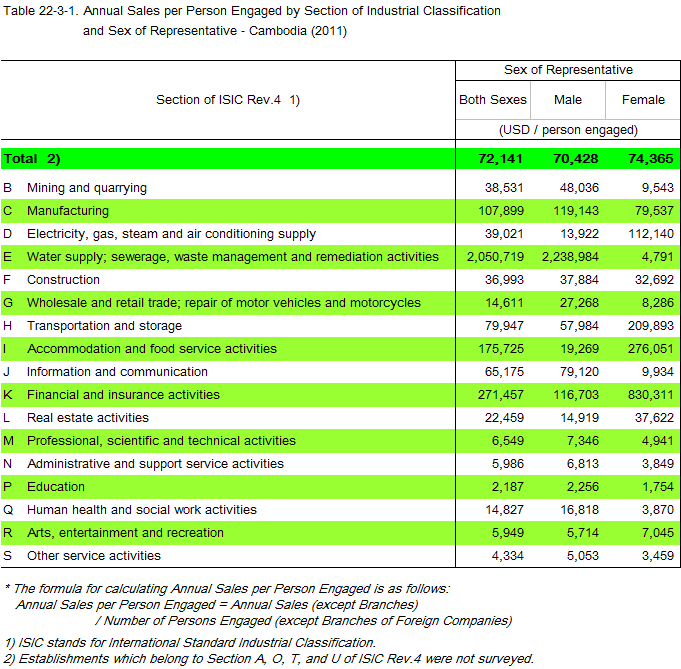 Table 22-3-1. Annual Sales per Person Engaged by Section of Industrial Classification
and Sex of Representative - Cambodia (2011)
Sex of Representative
Section of ISIC Rev.4 1) Both Sexes Male Female
(USD / person engaged)
Total 2) 72,141 70,428 74,365
B Mining and quarrying 38,531 48,036 9,543
C Manufacturing 107,899 119,143 79,537
D Electricity, gas, steam and air conditioning supply 39,021 13,922 112,140
E Water supply; sewerage, waste management and remediation activities 2,050,719 2,238,984 4,791
F Construction 36,993 37,884 32,692
G Wholesale and retail trade; repair of motor vehicles and motorcycles 14,611 27,268 8,286
H Transportation and storage 79,947 57,984 209,893
I Accommodation and food service activities 175,725 19,269 276,051
J Information and communication 65,175 79,120 9,934
K Financial and insurance activities 271,457 116,703 830,311
L Real estate activities 22,459 14,919 37,622
M Professional, scientific and technical activities 6,549 7,346 4,941
N Administrative and support service activities 5,986 6,813 3,849
P Education 2,187 2,256 1,754
Q Human health and social work activities 14,827 16,818 3,870
R Arts, entertainment and recreation 5,949 5,714 7,045
S Other service activities 4,334 5,053 3,459
* The formula for calculating Annual Sales per Person Engaged is as follows:
Annual Sales per Person Engaged = Annual Sales (except Branches)
/ Number of Persons Engaged (except Branches of Foreign Companies)
1) ISIC stands for International Standard Industrial Classification.
2) Establishments which belong to Section A, O, T, and U of ISIC Rev.4 were not surveyed.